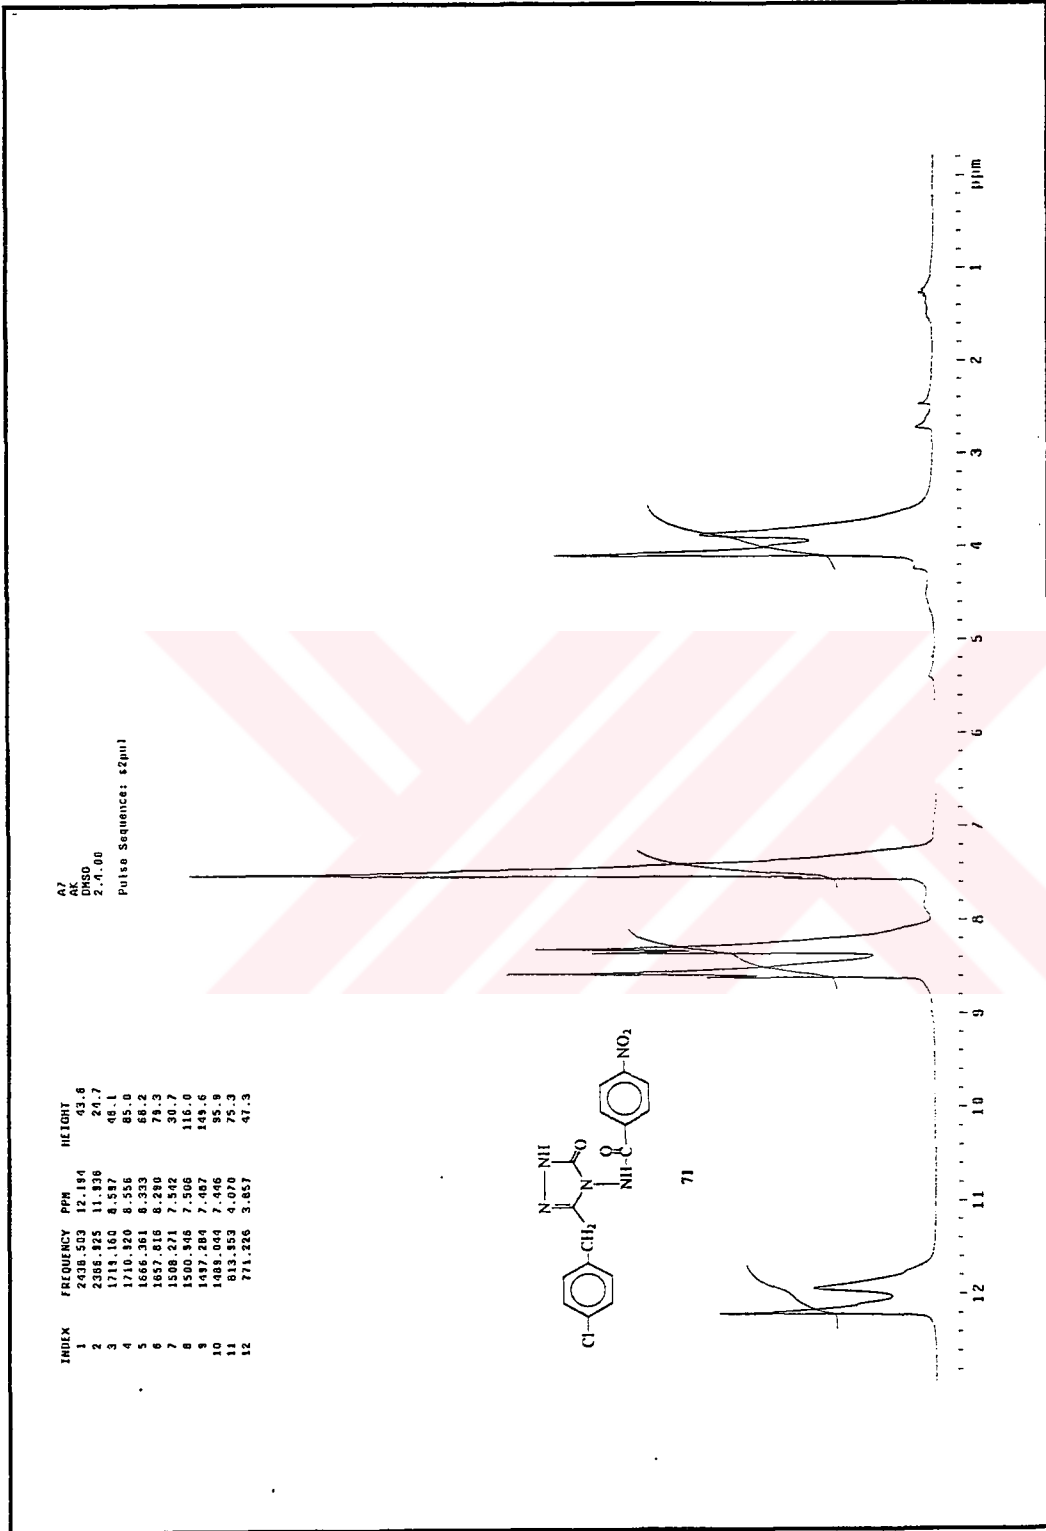 A7
AK
DMSO
2.4.00
Pulse Sequence: s2pul
INDEX FREQUENCY PPM HEIGHT
1 2438.503 12.194
2 2386.925 11.936 24.7
3 1719.160 8.597
4 1710.920 8.556 85.0
5 1666.361 8.333
6 1657.816 8.290 79.3
7 1508.271 7.542 30.7
8 1500.946 7.506 116.0
9 1497.284 7.487 149.6
10 1489.044 7.446 95.9
11 813.953 4.070 75.3
12 771.226 3.857 47.3
N NH
Cl CH2 N O
O
NH C NO2
71
12 11 10 9 8 7 6 5 4 3 2 1 ppm